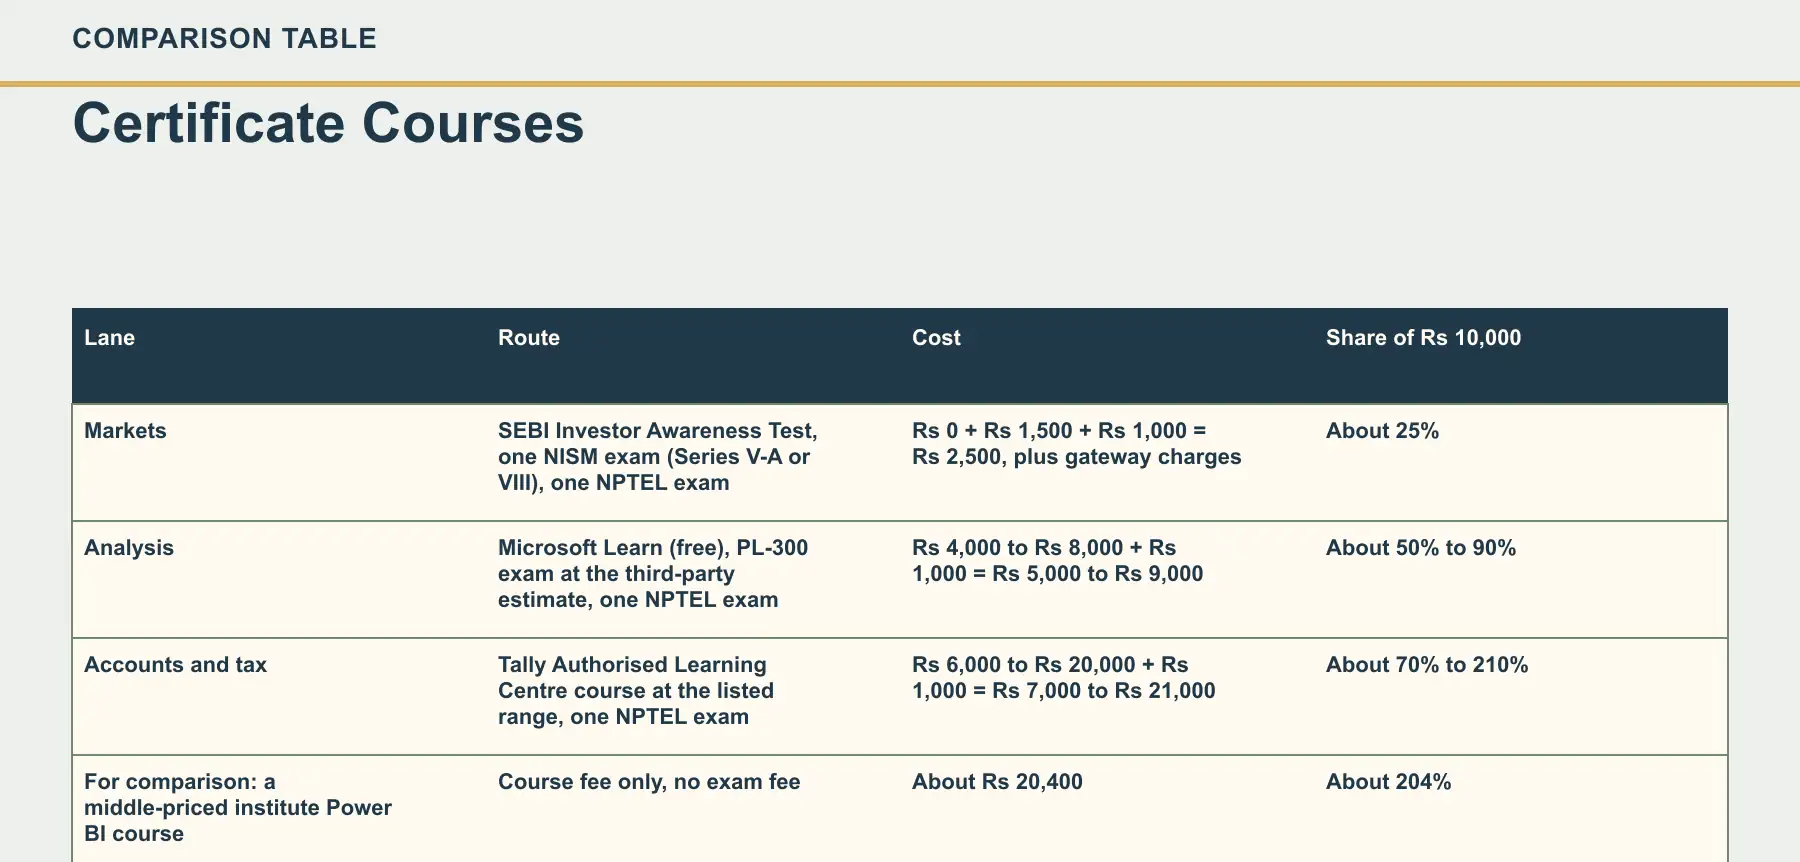 COMPARISON TABLE
Certificate Courses
Lane
Route
Cost
Share of Rs 10,000
Markets
SEBI Investor Awareness Test,
one NISM exam (Series V-A or
VIII), one NPTEL exam
Rs 0 + Rs 1,500 + Rs 1,000 =
Rs 2,500, plus gateway charges
About 25%
Analysis
Microsoft Learn (free), PL-300
exam at the third-party
estimate, one NPTEL exam
Rs 4,000 to Rs 8,000 + Rs
1,000 = Rs 5,000 to Rs 9,000
About 50% to 90%
Accounts and tax
Tally Authorised Learning
Centre course at the listed
range, one NPTEL exam
Rs 6,000 to Rs 20,000 + Rs
1,000 = Rs 7,000 to Rs 21,000
About 70% to 210%
For comparison: a
middle-priced institute Power
BI course
Course fee only, no exam fee
About Rs 20,400
About 204%